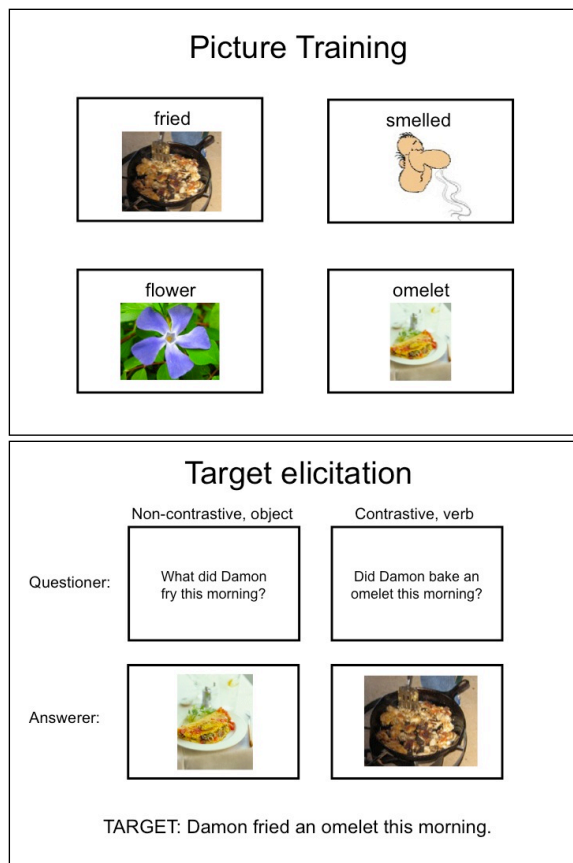 Picture Training
fried
smelled
flower
omelet
Target elicitation
Non-contrastive, object
Contrastive, verb
Questioner:
What did Damon
fry this morning?
Did Damon bake an
omelet this morning?
Answerer:
TARGET: Damon fried an omelet this morning.